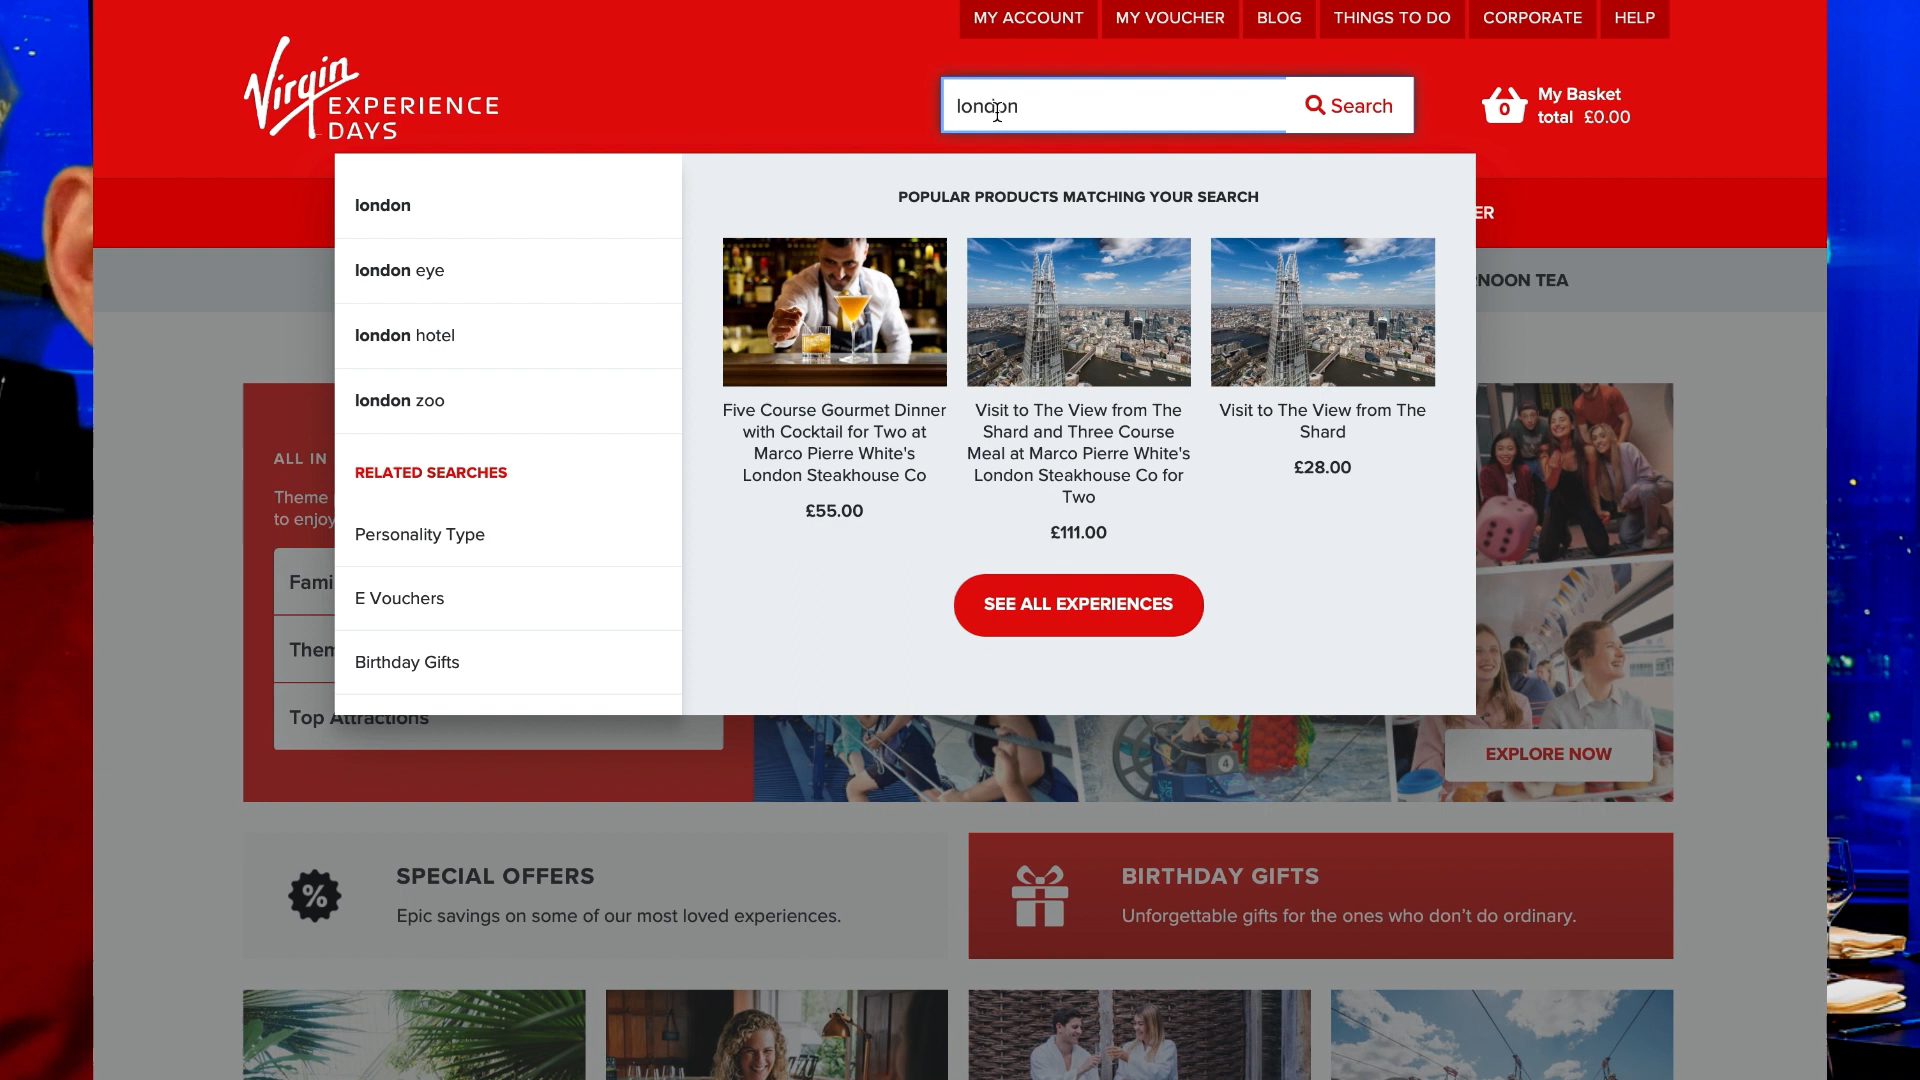 MY ACCOUNT
MY VOUCHER
BLOG
THINGS TO DO
CORPORATE
HELP
Virgin
EXPERIENCE
DAYS
london
Search
0
My Basket
total £0.00
london
london eye
london hotel
london zoo
RELATED SEARCHES
Personality Type
E Vouchers
Birthday Gifts
POPULAR PRODUCTS MATCHING YOUR SEARCH
Five Course Gourmet Dinner
with Cocktail for Two at
Marco Pierre White's
London Steakhouse Co
£55.00
Visit to The View from The
Shard and Three Course
Meal at Marco Pierre White's
London Steakhouse Co for
Two
£111.00
Visit to The View from The
Shard
£28.00
SEE ALL EXPERIENCES
ER
NOON TEA
ALL IN
Theme
to enjoy
Fami
Them
Top Attractions
4
EXPLORE NOW
%
SPECIAL OFFERS
Epic savings on some of our most loved experiences.
BIRTHDAY GIFTS
Unforgettable gifts for the ones who don't do ordinary.